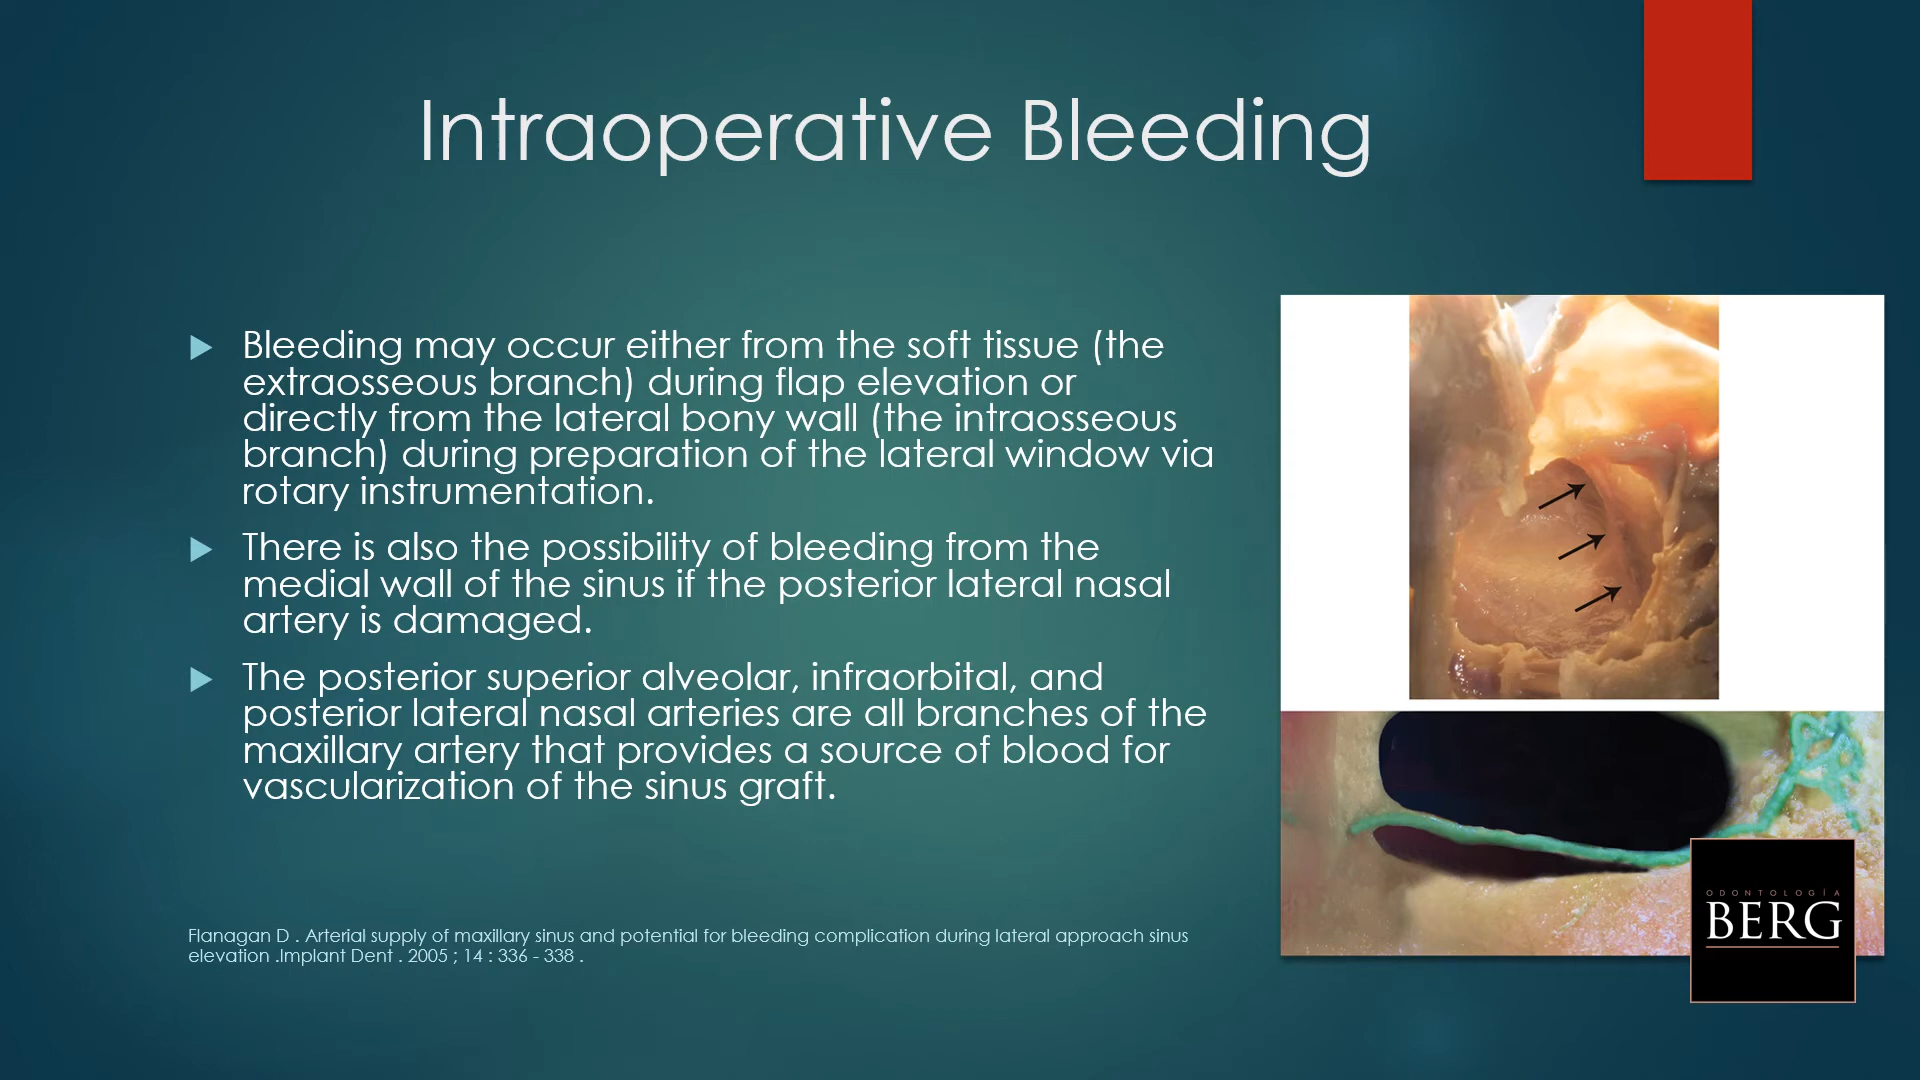 Intraoperative Bleeding
Bleeding may occur either from the soft tissue (the
extraosseous branch) during flap elevation or
directly from the lateral bony wall (the intraosseous
branch) during preparation of the lateral window via
rotary instrumentation.
There is also the possibility of bleeding from the
medial wall of the sinus if the posterior lateral nasal
artery is damaged.
The posterior superior alveolar, infraorbital, and
posterior lateral nasal arteries are all branches of the
maxillary artery that provides a source of blood for
vascularization of the sinus graft.
Flanagan D . Arterial supply of maxillary sinus and potential for bleeding complication during lateral approach sinus
elevation .Implant Dent . 2005 ; 14 : 336 - 338 .
ODONTOLOGÍA
BERG